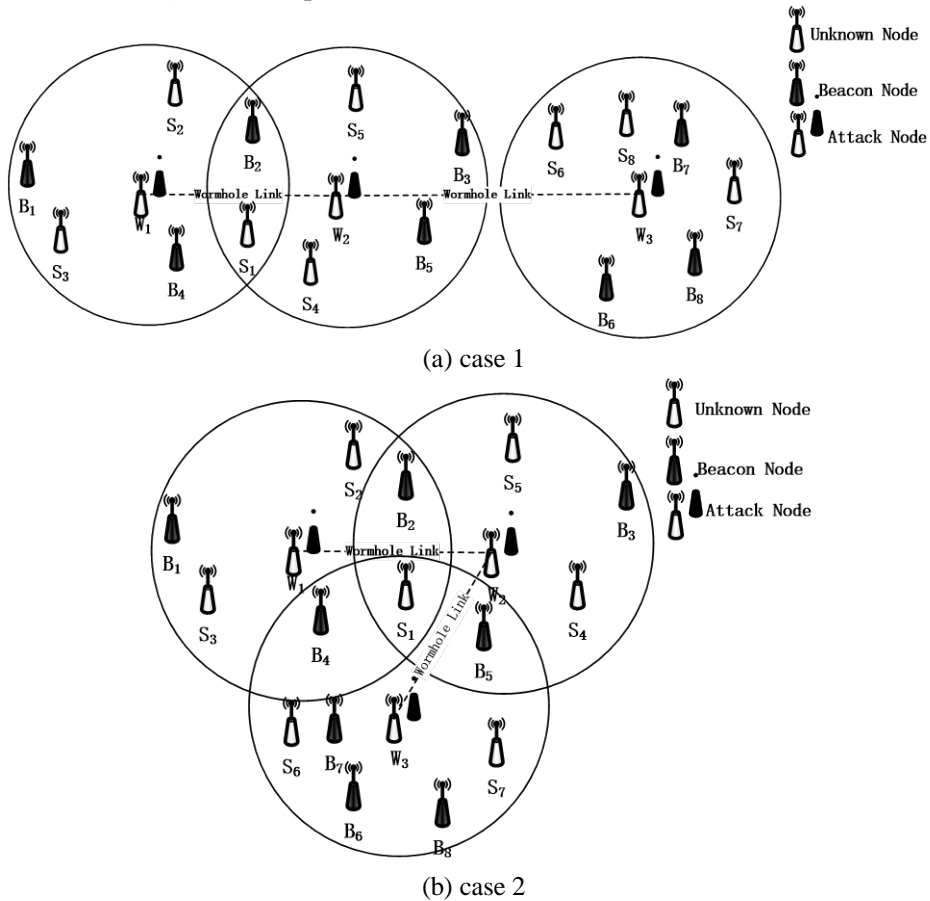 Unknown Node
Beacon Node
Attack Node
S2
S5
B2
B3
S6
S8
B7
S7
B1
W1
Wormhole Link
W2
Wormhole Link
W3
S3
B4
S1
S4
B5
B6
B8
(a) case 1
Unknown Node
Beacon Node
Attack Node
S2
S5
B2
B3
B1
W1
Wormhole Link
W2
S3
B4
S1
Wormhole Link
B5
S4
S6
B7
W3
S7
B6
B8
(b) case 2